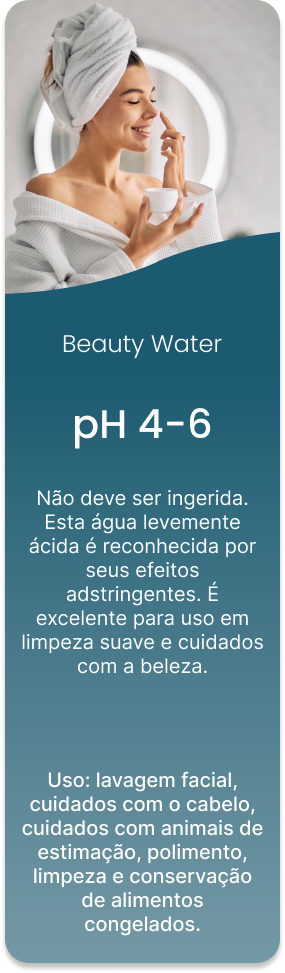 Beauty Water
pH 4-6
Não deve ser ingerida.
Esta água levemente
ácida é reconhecida por
seus efeitos
adstringentes. É
excelente para uso em
limpeza suave e cuidados
com a beleza.
Uso: lavagem facial,
cuidados com o cabelo,
cuidados com animais de
estimação, polimento,
limpeza e conservação
de alimentos
congelados.